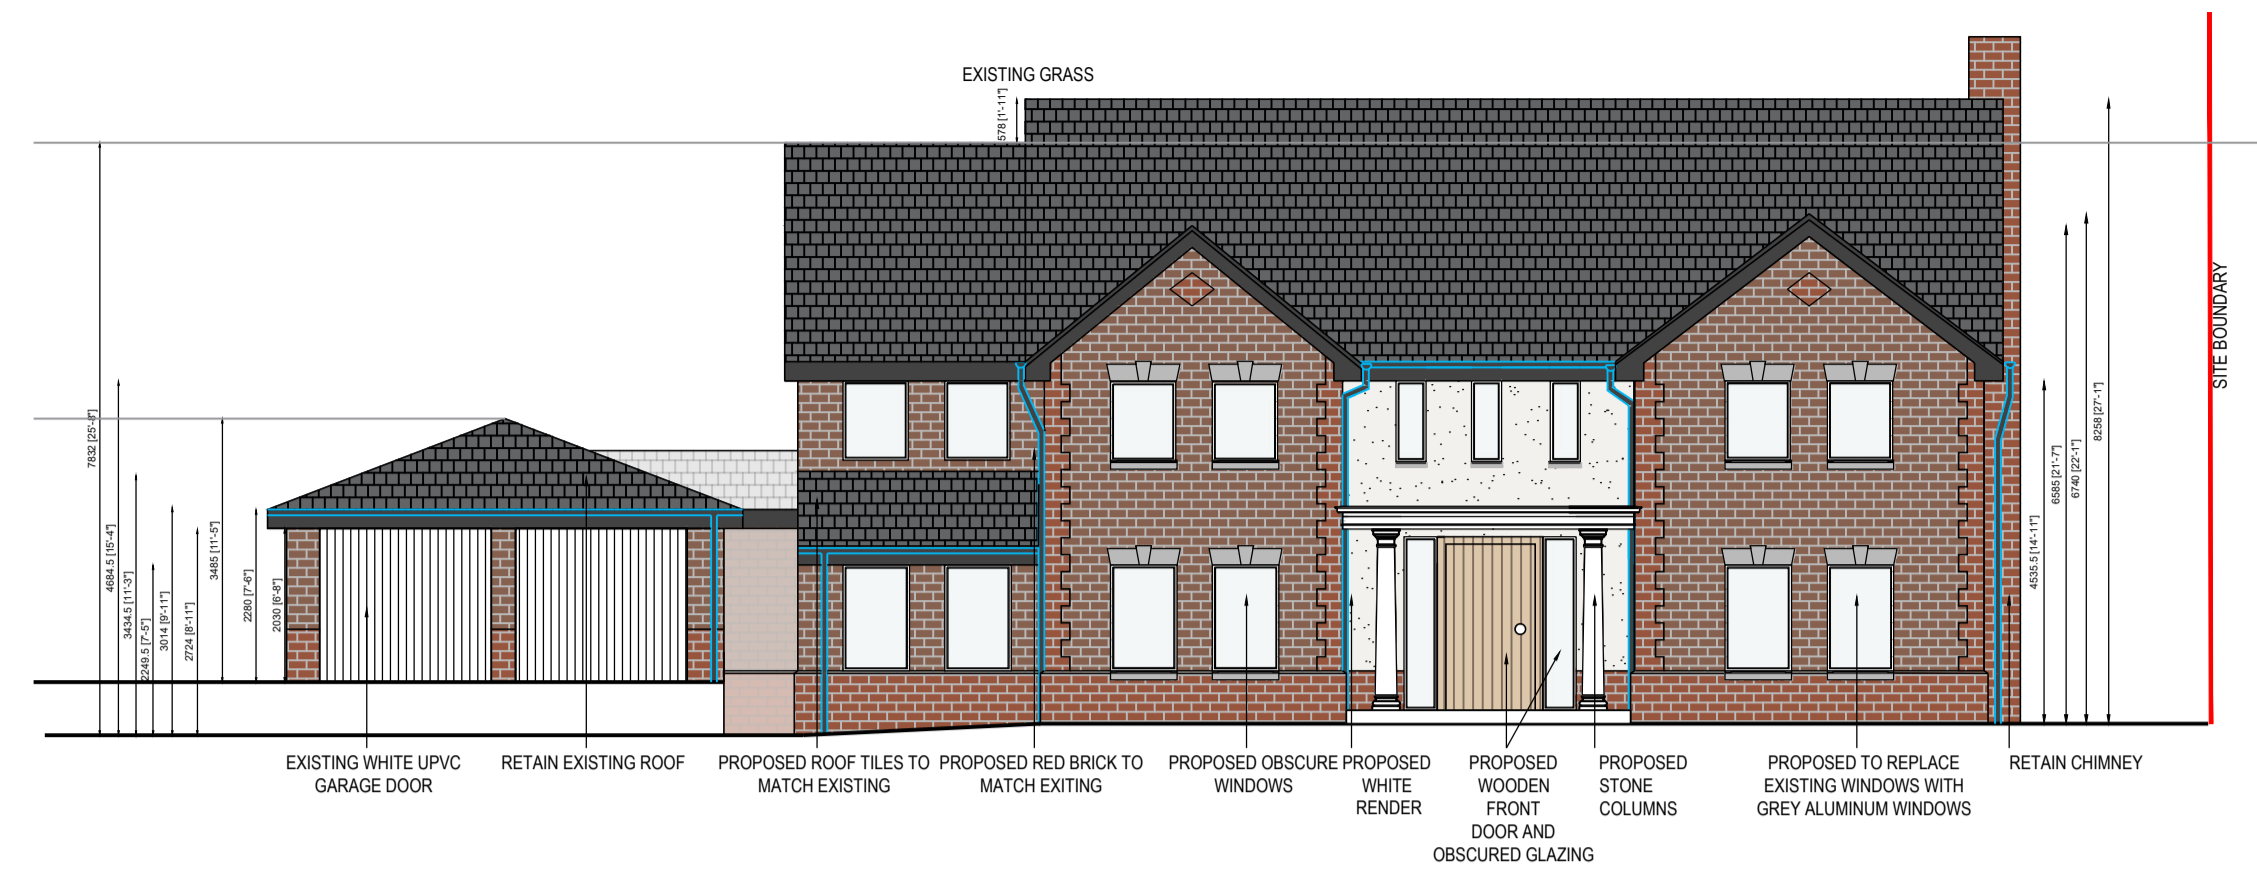 EXISTING GRASS
578 [1'-11"]
7832 [25'-8"]
4684.5 [15'-4"]
3434.5 [11'-3"]
2249.5 [7'-5"]
3014 [9'-11"]
2724 [8'-11"]
3485 [11'-5"]
2280 [7'-6"]
2030 [6'-8"]
4535.5 [14'-11"]
6585 [21'-7"]
6740 [22'-1"]
8258 [27'-1"]
SITE BOUNDARY
EXISTING WHITE UPVC
GARAGE DOOR
RETAIN EXISTING ROOF
PROPOSED ROOF TILES TO
MATCH EXISTING
PROPOSED RED BRICK TO
MATCH EXITING
PROPOSED OBSCURE
WINDOWS
PROPOSED
WHITE
RENDER
PROPOSED
WOODEN
FRONT
DOOR AND
OBSCURED GLAZING
PROPOSED
STONE
COLUMNS
PROPOSED TO REPLACE
EXISTING WINDOWS WITH
GREY ALUMINUM WINDOWS
RETAIN CHIMNEY